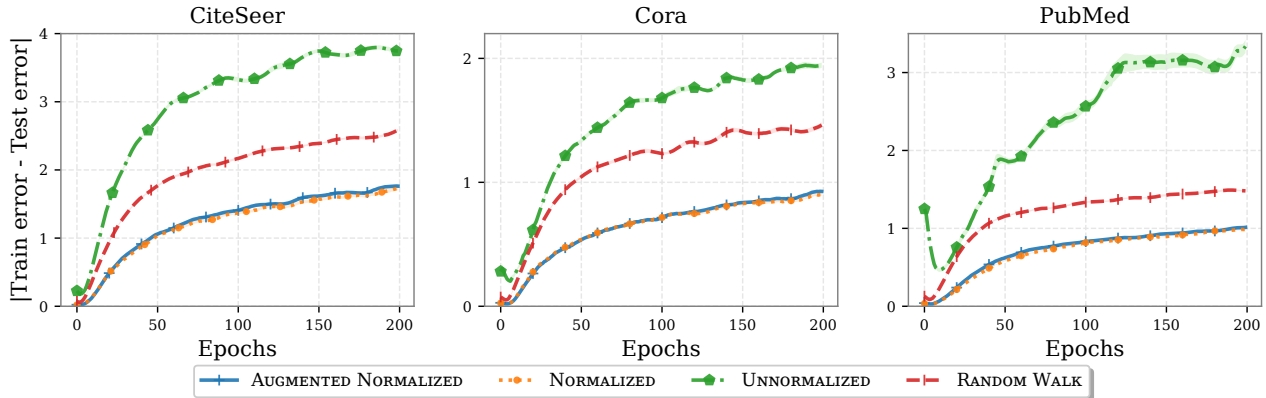 CiteSeer
Cora
PubMed
|Train error - Test error|
4
3
2
1
0
0
50
100
150
200
Epochs
2
1
0
0
50
100
150
200
Epochs
3
2
1
0
0
50
100
150
200
Epochs
AUGMENTED NORMALIZED
NORMALIZED
UNNORMALIZED
RANDOM WALK